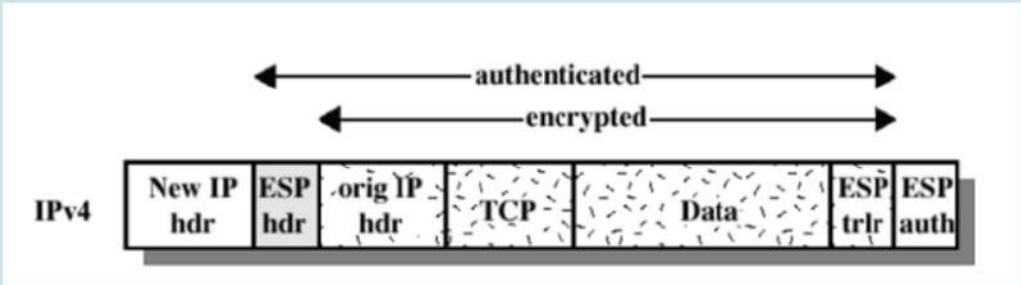 authenticated
encrypted
IPv4
New IP hdr
ESP hdr
orig IP hdr
TCP
Data
ESP trlr
ESP auth